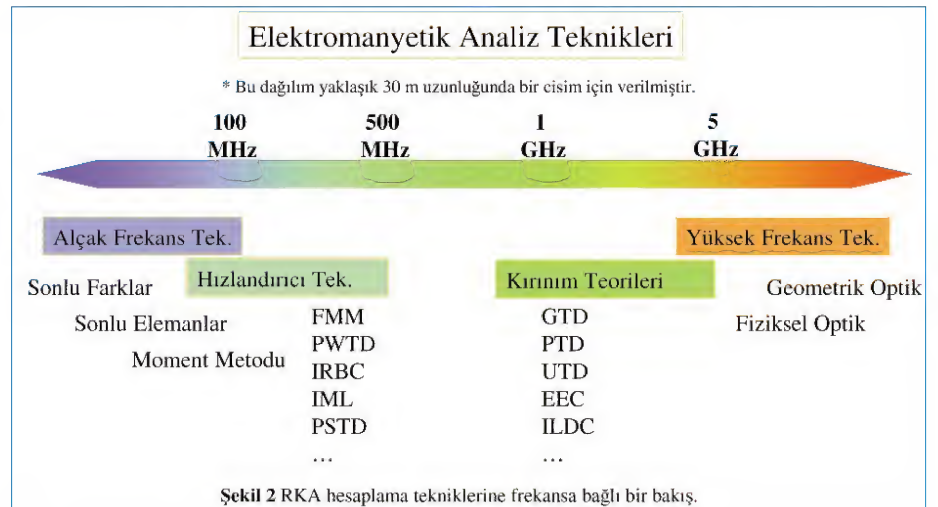 Elektromanyetik Analiz Teknikleri
* Bu dağılım yaklaşık 30 m uzunluğunda bir cisim için verilmiştir.
100 MHz
500 MHz
1 GHz
5 GHz
Alçak Frekans Tek.
Sonlu Farklar
Sonlu Elemanlar
Moment Metodu
Hızlandırıcı Tek.
FMM
PWTD
IRBC
IML
PSTD
…
Kırınım Teorileri
GTD
PTD
UTD
EEC
ILDC
…
Yüksek Frekans Tek.
Geometrik Optik
Fiziksel Optik
Şekil 2 RKA hesaplama tekniklerine frekansa bağlı bir bakış.